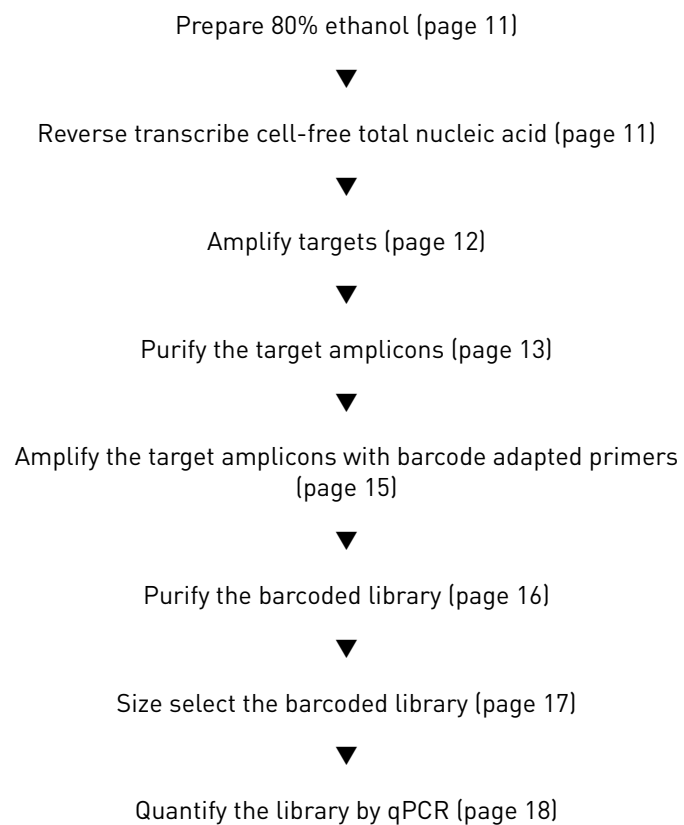 Prepare 80% ethanol (page 11)
Reverse transcribe cell-free total nucleic acid (page 11)
Amplify targets (page 12)
Purify the target amplicons (page 13)
Amplify the target amplicons with barcode adapted primers
(page 15)
Purify the barcoded library (page 16)
Size select the barcoded library (page 17)
Quantify the library by qPCR (page 18)